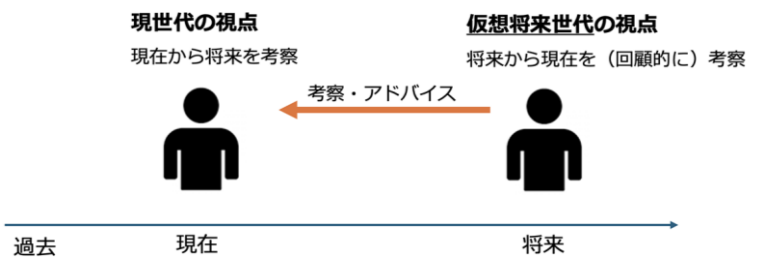 現世代の視点
現在から将来を考察
仮想将来世代の視点
将来から現在を（回顧的に）考察
考察・アドバイス
過去
現在
将来